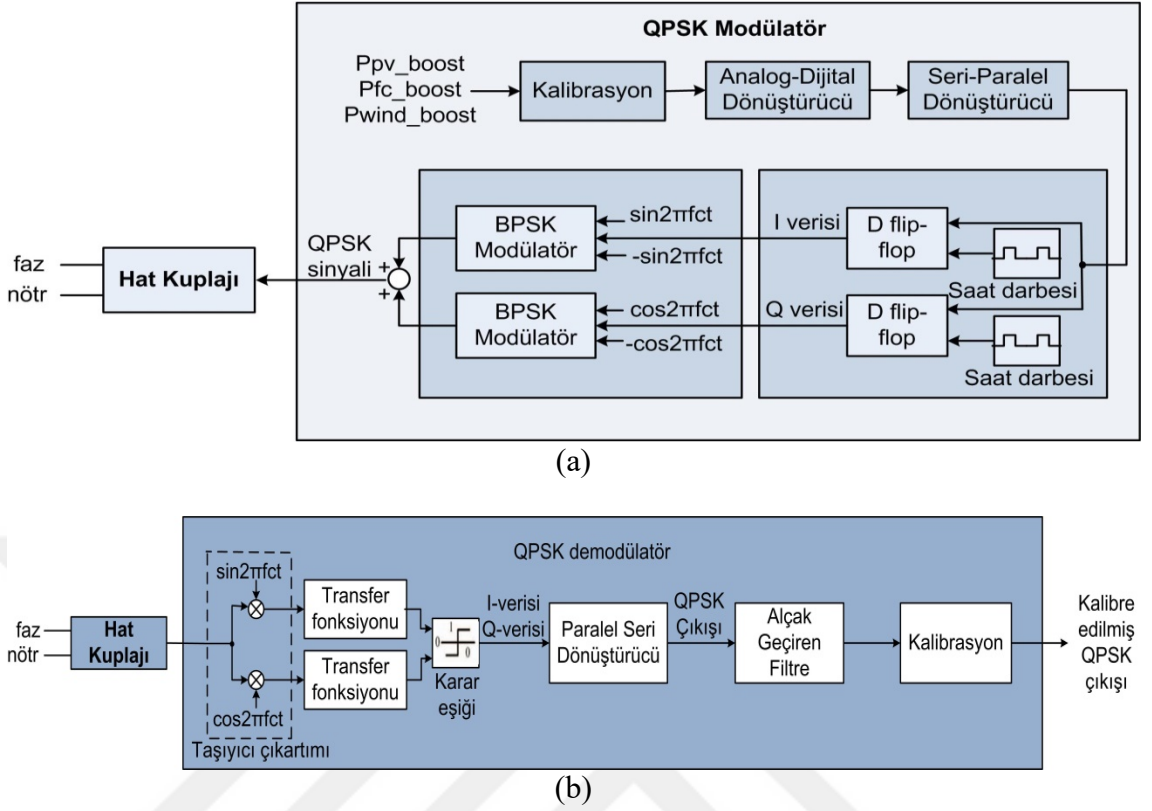 QPSK Modülatör
Ppv_boost
Pfc_boost
Pwind_boost
Kalibrasyon
Analog-Dijital
Dönüştürücü
Seri-Paralel
Dönüştürücü
BPSK
Modülatör
sin2πfct
-sin2πfct
I verisi
D flip-
flop
Saat darbesi
QPSK
sinyali
+
+
faz
nötr
Hat Kuplajı
BPSK
Modülatör
cos2πfct
-cos2πfct
Q verisi
D flip-
flop
Saat darbesi
(a)
QPSK demodülatör
faz
nötr
Hat
Kuplajı
sin2πfct
cos2πfct
Taşıyıcı çıkartımı
Transfer
fonksiyonu
Transfer
fonksiyonu
1
0
0
Karar
eşiği
I-verisi
Q-verisi
Paralel Seri
Dönüştürücü
QPSK
Çıkışı
Alçak
Geçiren
Filtre
Kalibrasyon
Kalibre
edilmiş
QPSK
çıkışı
(b)